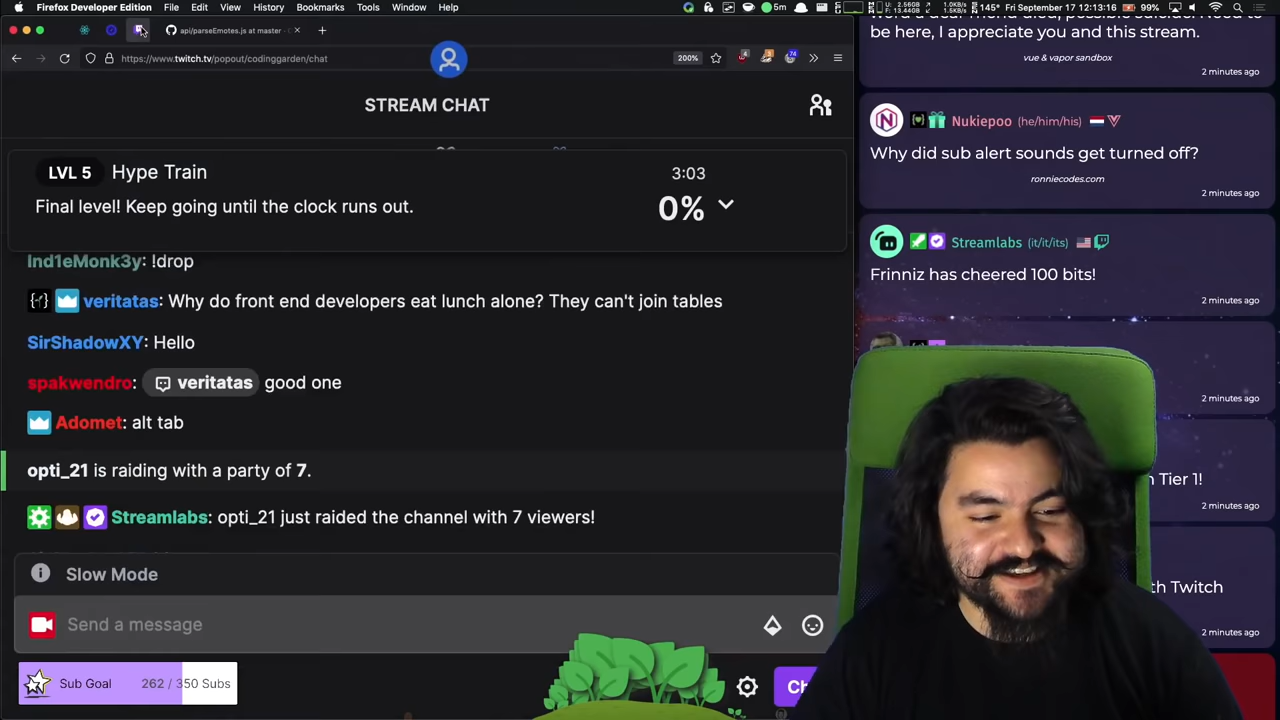 Firefox Developer Edition File Edit View History Bookmarks Tools Window Help
5m
99% Fri September 17 12:13:16
api/parseEmotes.js at master
https://www.twitch.tv/popout/codinggarden/chat
200%
74
STREAM CHAT
LVL 5 Hype Train
3:03
Final level! Keep going until the clock runs out.
0%
Ind1eMonk3y: !drop
veritatas: Why do front end developers eat lunch alone? They can't join tables
SirShadowXY: Hello
spakwendro: veritatas good one
Adomet: alt tab
opti_21 is raiding with a party of 7.
Streamlabs: opti_21 just raided the channel with 7 viewers!
Slow Mode
Send a message
Sub Goal 262 / 350 Subs
Ch
be here, I appreciate you and this stream.
vue & vapor sandbox
2 minutes ago
Nukiepoo (he/him/his)
Why did sub alert sounds get turned off?
ronniecodes.com
2 minutes ago
Streamlabs (it/it/its)
Frinniz has cheered 100 bits!
2 minutes ago
2 minutes ago
Tier 1!
2 minutes ago
th Twitch
2 minutes ago